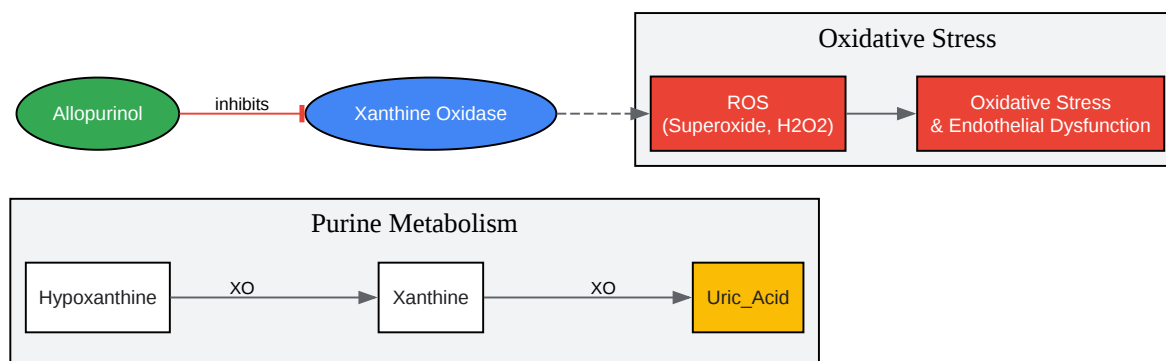 Oxidative Stress
Allopurinol
inhibits
Xanthine Oxidase
ROS
(Superoxide, H2O2)
Oxidative Stress
& Endothelial Dysfunction
Purine Metabolism
Hypoxanthine
XO
Xanthine
XO
Uric_Acid